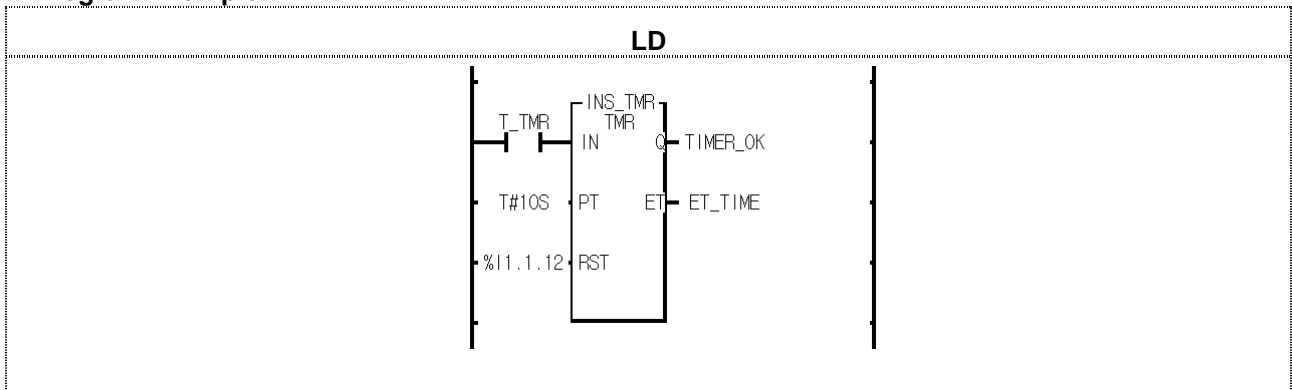 LD
INS_TMR
T_TMR TMR
IN Q TIMER_OK
T#10S PT ET ET_TIME
%I1.1.12 RST